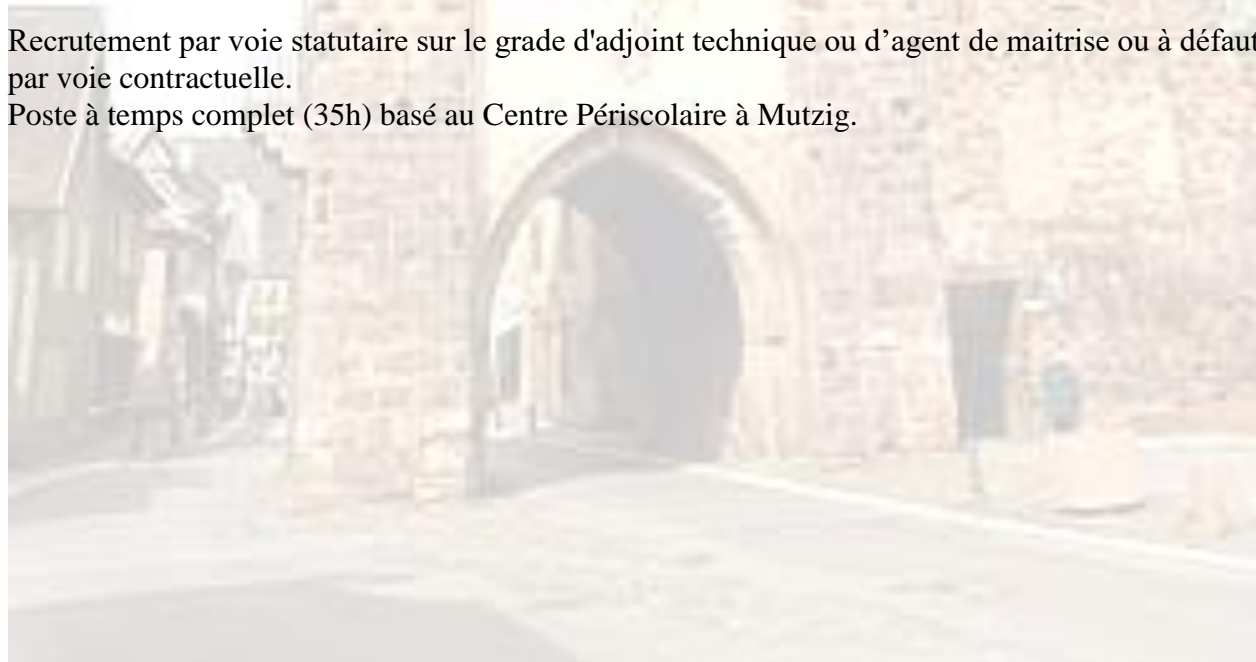 Recrutement par voie statutaire sur le grade d'adjoint technique ou d’agent de maitrise ou à défaut
par voie contractuelle.
Poste à temps complet (35h) basé au Centre Périscolaire à Mutzig.